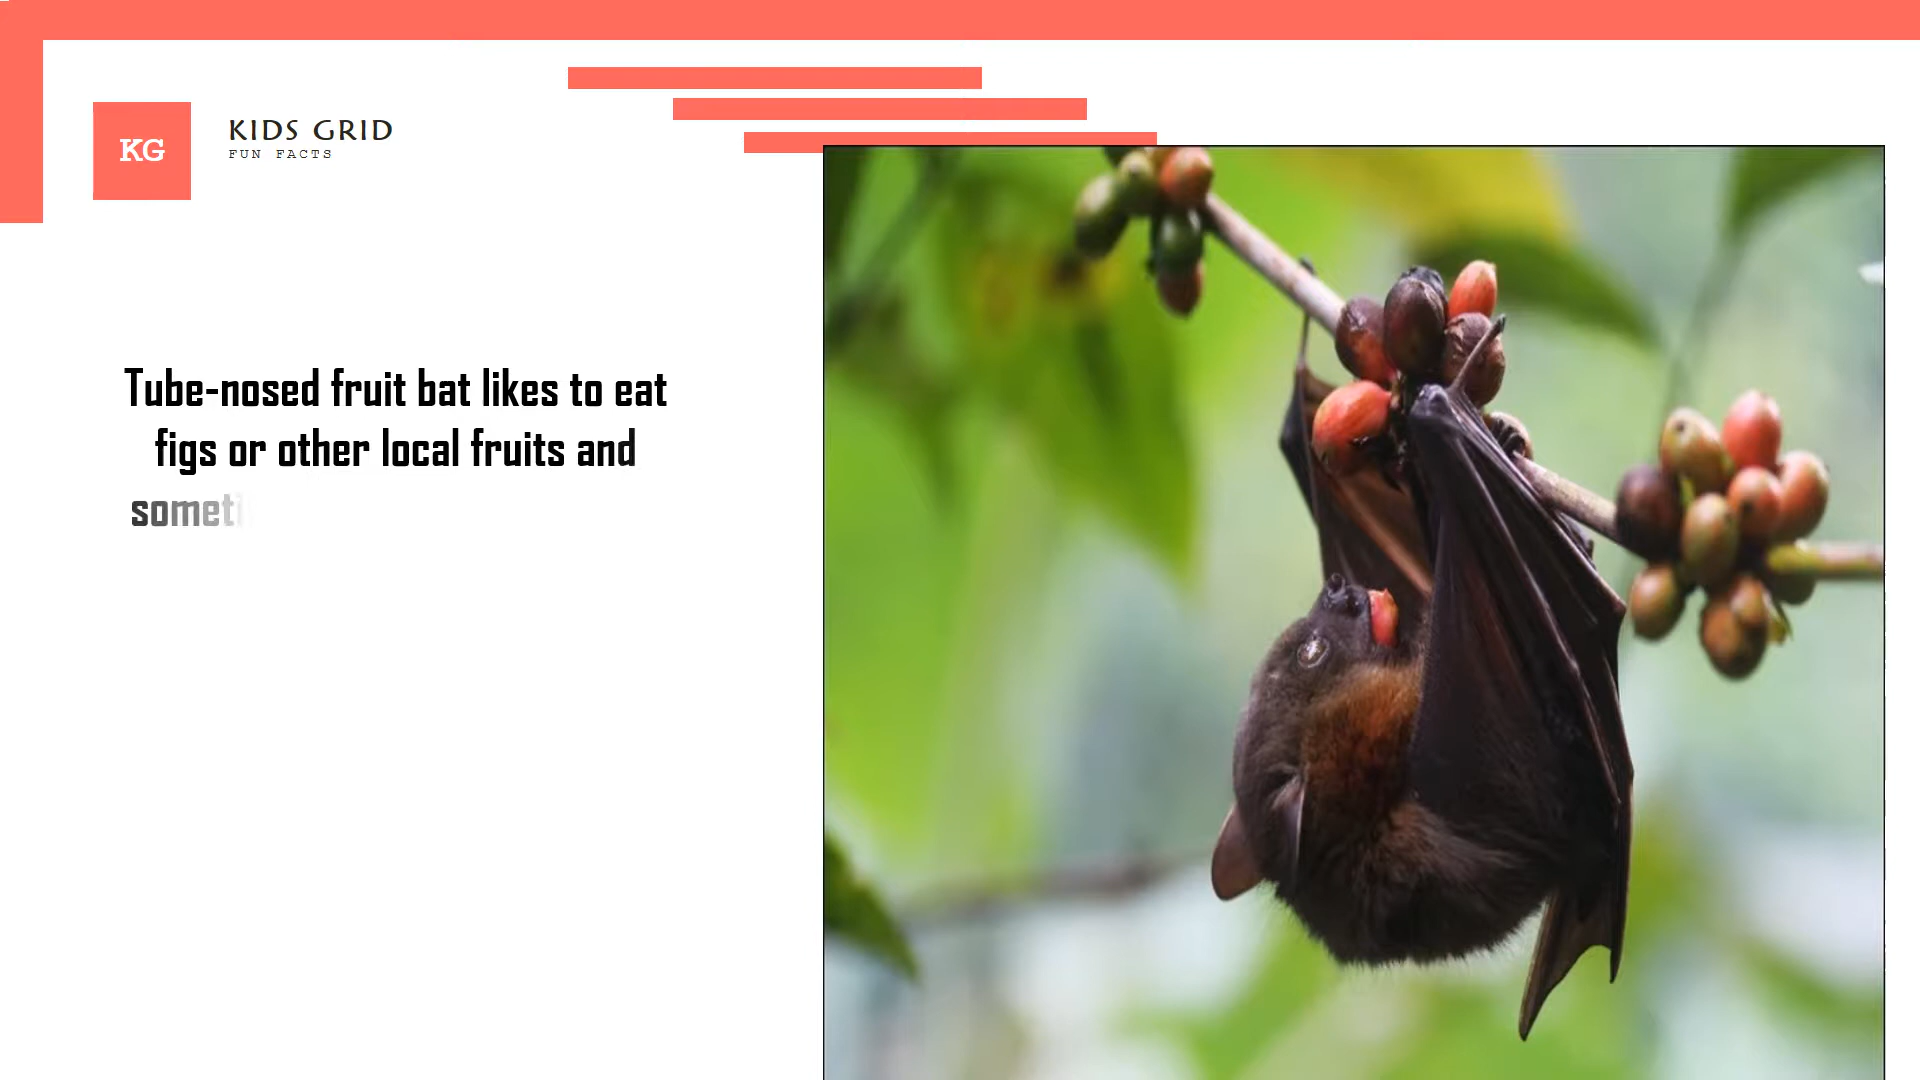 KG
KIDS GRID
FUN FACTS
Tube-nosed fruit bat likes to eat
figs or other local fruits and